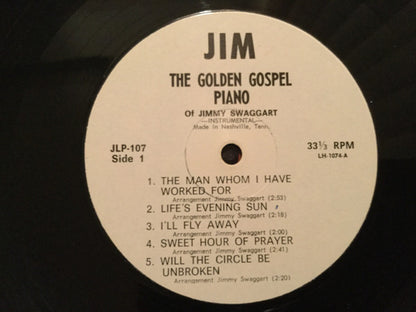 JIM
THE GOLDEN GOSPEL
PIANO
Of JIMMY SWAGGART
—INSTRUMENTAL—
Made in Nashville, Tenn.
JLP-107 33⅓ RPM
Side 1 LH-1074-A
1. THE MAN WHOM I HAVE
WORKED FOR
Arrangement Jimmy Swaggart (2:53)
2. LIFE'S EVENING SUN
Arrangement Jimmy Swaggart (2:18)
3. I'LL FLY AWAY
Arrangement Jimmy Swaggart (2:00)
4. SWEET HOUR OF PRAYER
Arrangement Jimmy Swaggart (2:41)
5. WILL THE CIRCLE BE
UNBROKEN
Arrangement Jimmy Swaggart (2:20)